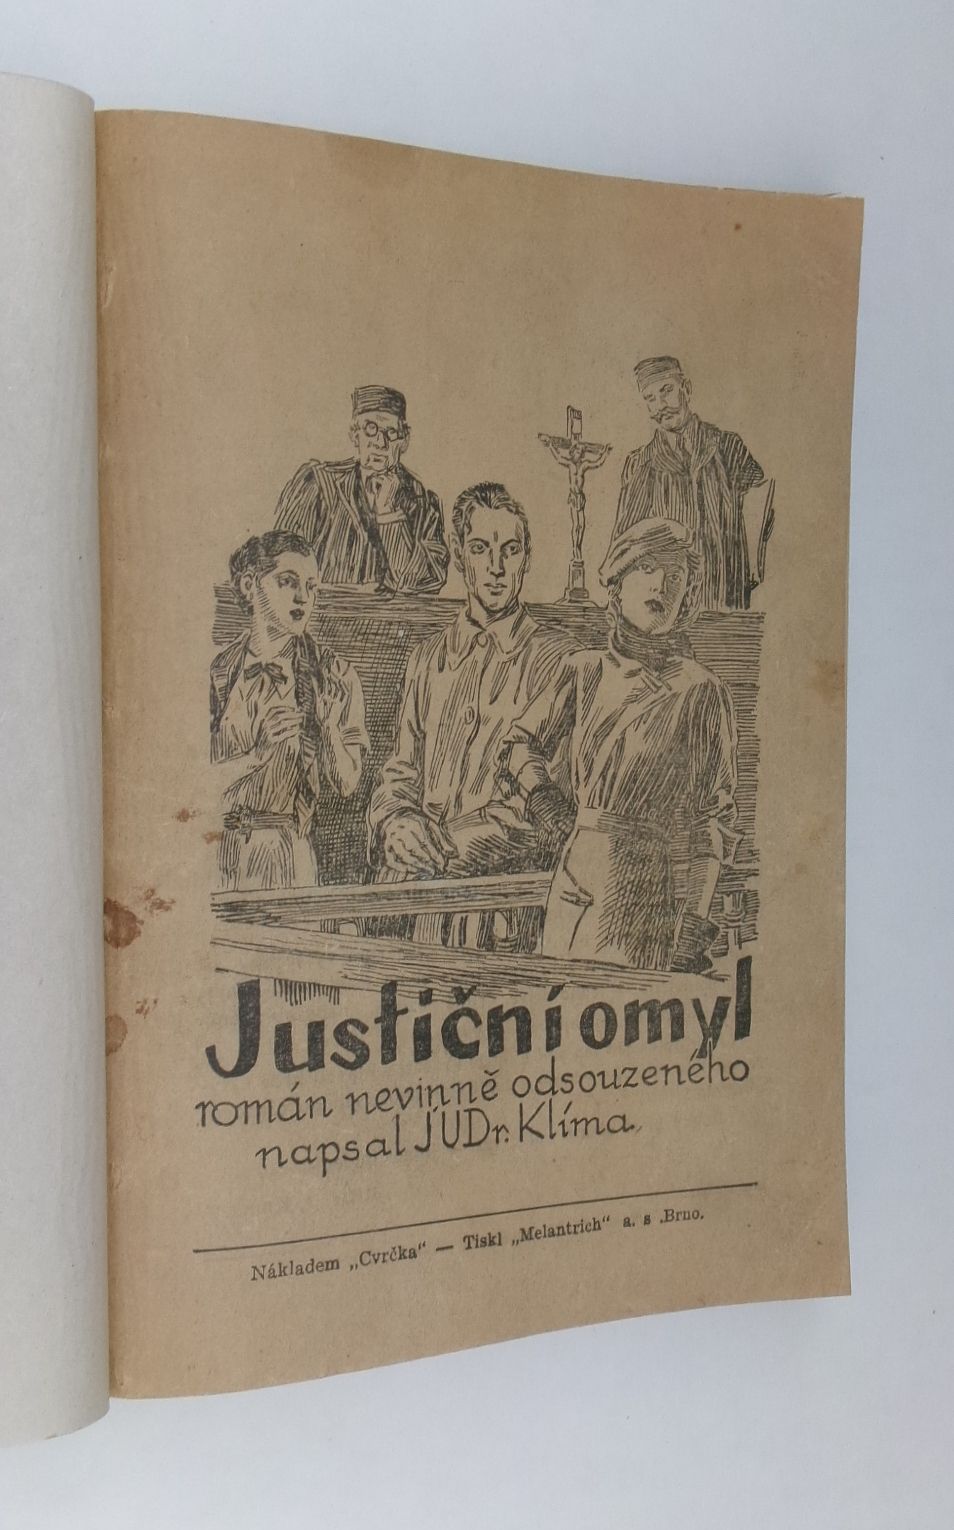 Justiční omyl
román nevinně odsouzeného
napsal JUDr. Klíma
Nákladem „Cvrčka“ — Tiskl „Melantrich“ a. s .Brno.